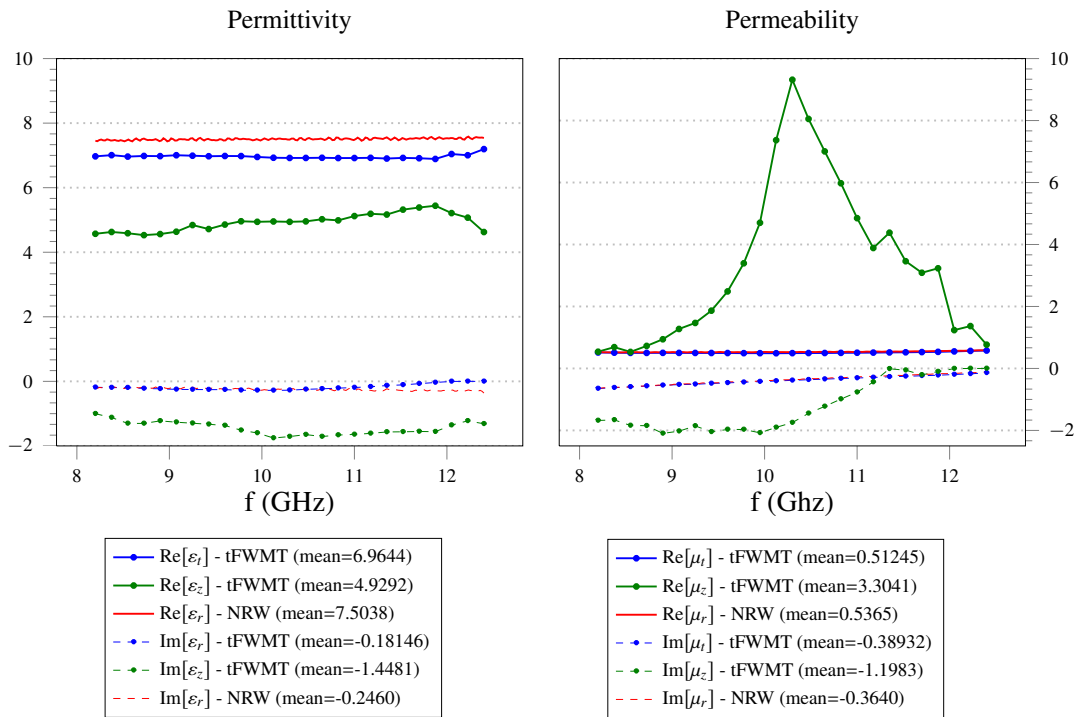 Permittivity
Permeability
10
8
6
4
2
0
−2
8
9
10
11
12
f (GHz)
10
8
6
4
2
0
−2
8
9
10
11
12
f (Ghz)
Re[εt] - tFWMT (mean=6.9644)
Re[εz] - tFWMT (mean=4.9292)
Re[εr] - NRW (mean=7.5038)
Im[εr] - tFWMT (mean=-0.18146)
Im[εz] - tFWMT (mean=-1.4481)
Im[εr] - NRW (mean=-0.2460)
Re[μt] - tFWMT (mean=0.51245)
Re[μz] - tFWMT (mean=3.3041)
Re[μr] - NRW (mean=0.5365)
Im[μt] - tFWMT (mean=-0.38932)
Im[μz] - tFWMT (mean=-1.1983)
Im[μr] - NRW (mean=-0.3640)